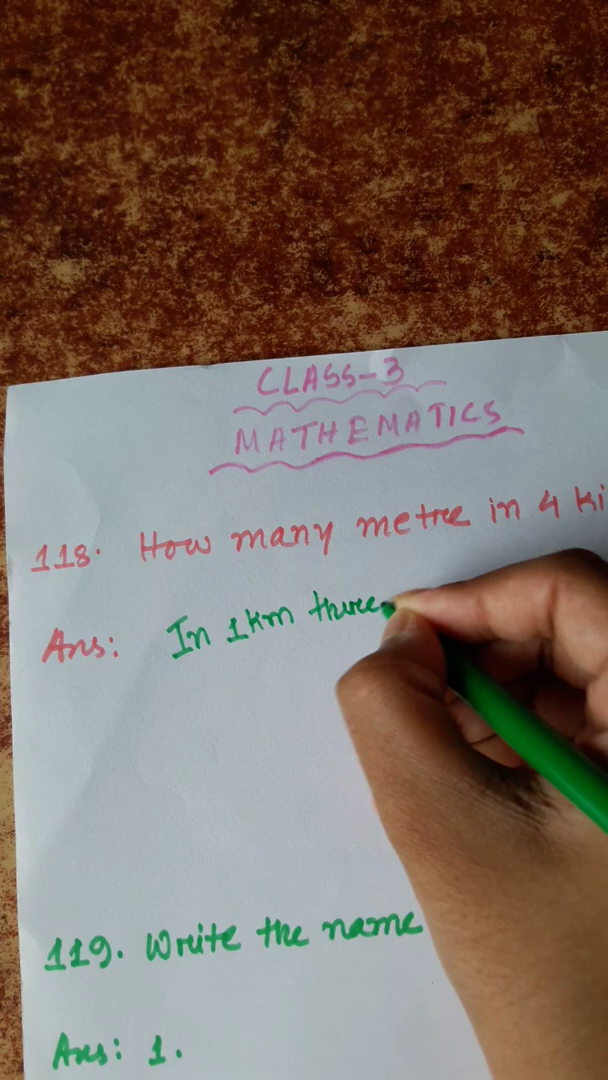 CLASS-3
MATHEMATICS
118. How many metre in 4 ki
Ans: In 1km there
119. Write the name
Ans: 1.